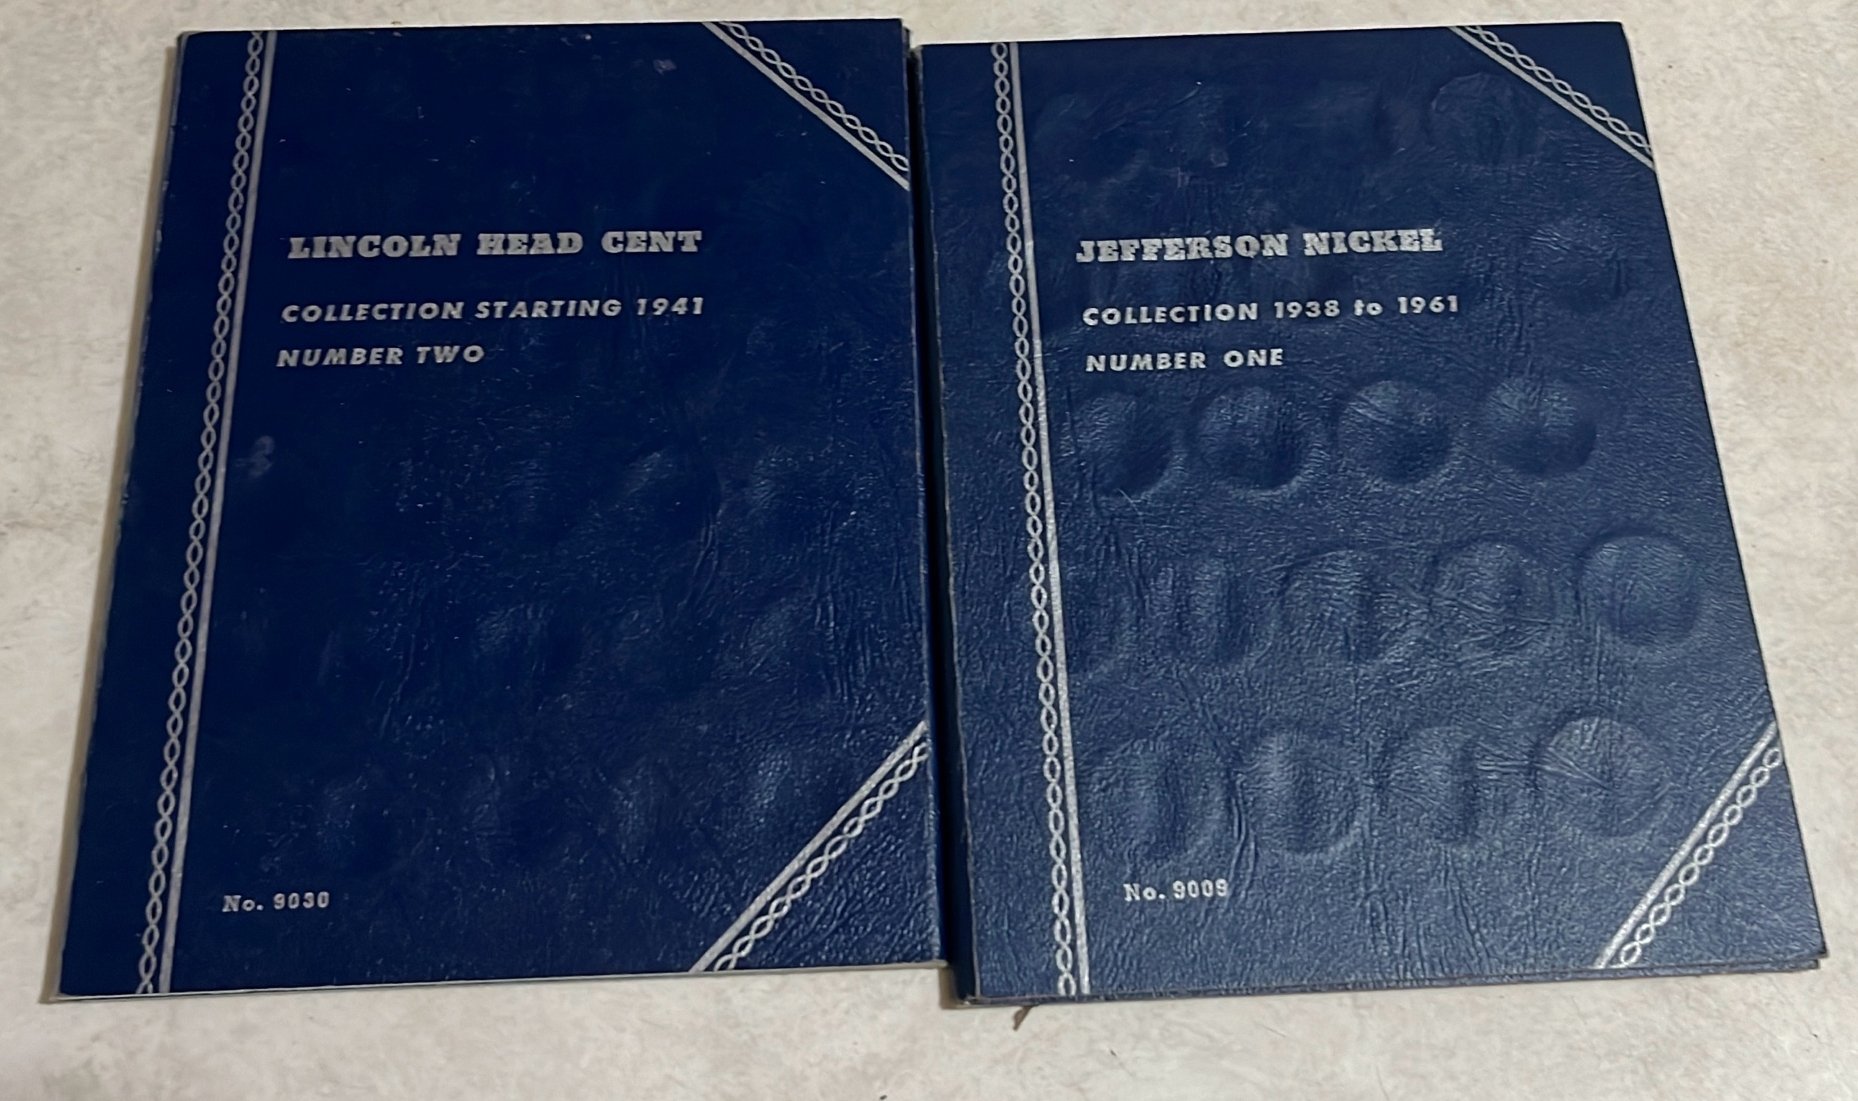 LINCOLN HEAD CENT
COLLECTION STARTING 1941
NUMBER TWO
No. 9030
JEFFERSON NICKEL
COLLECTION 1938 to 1961
NUMBER ONE
No. 9009